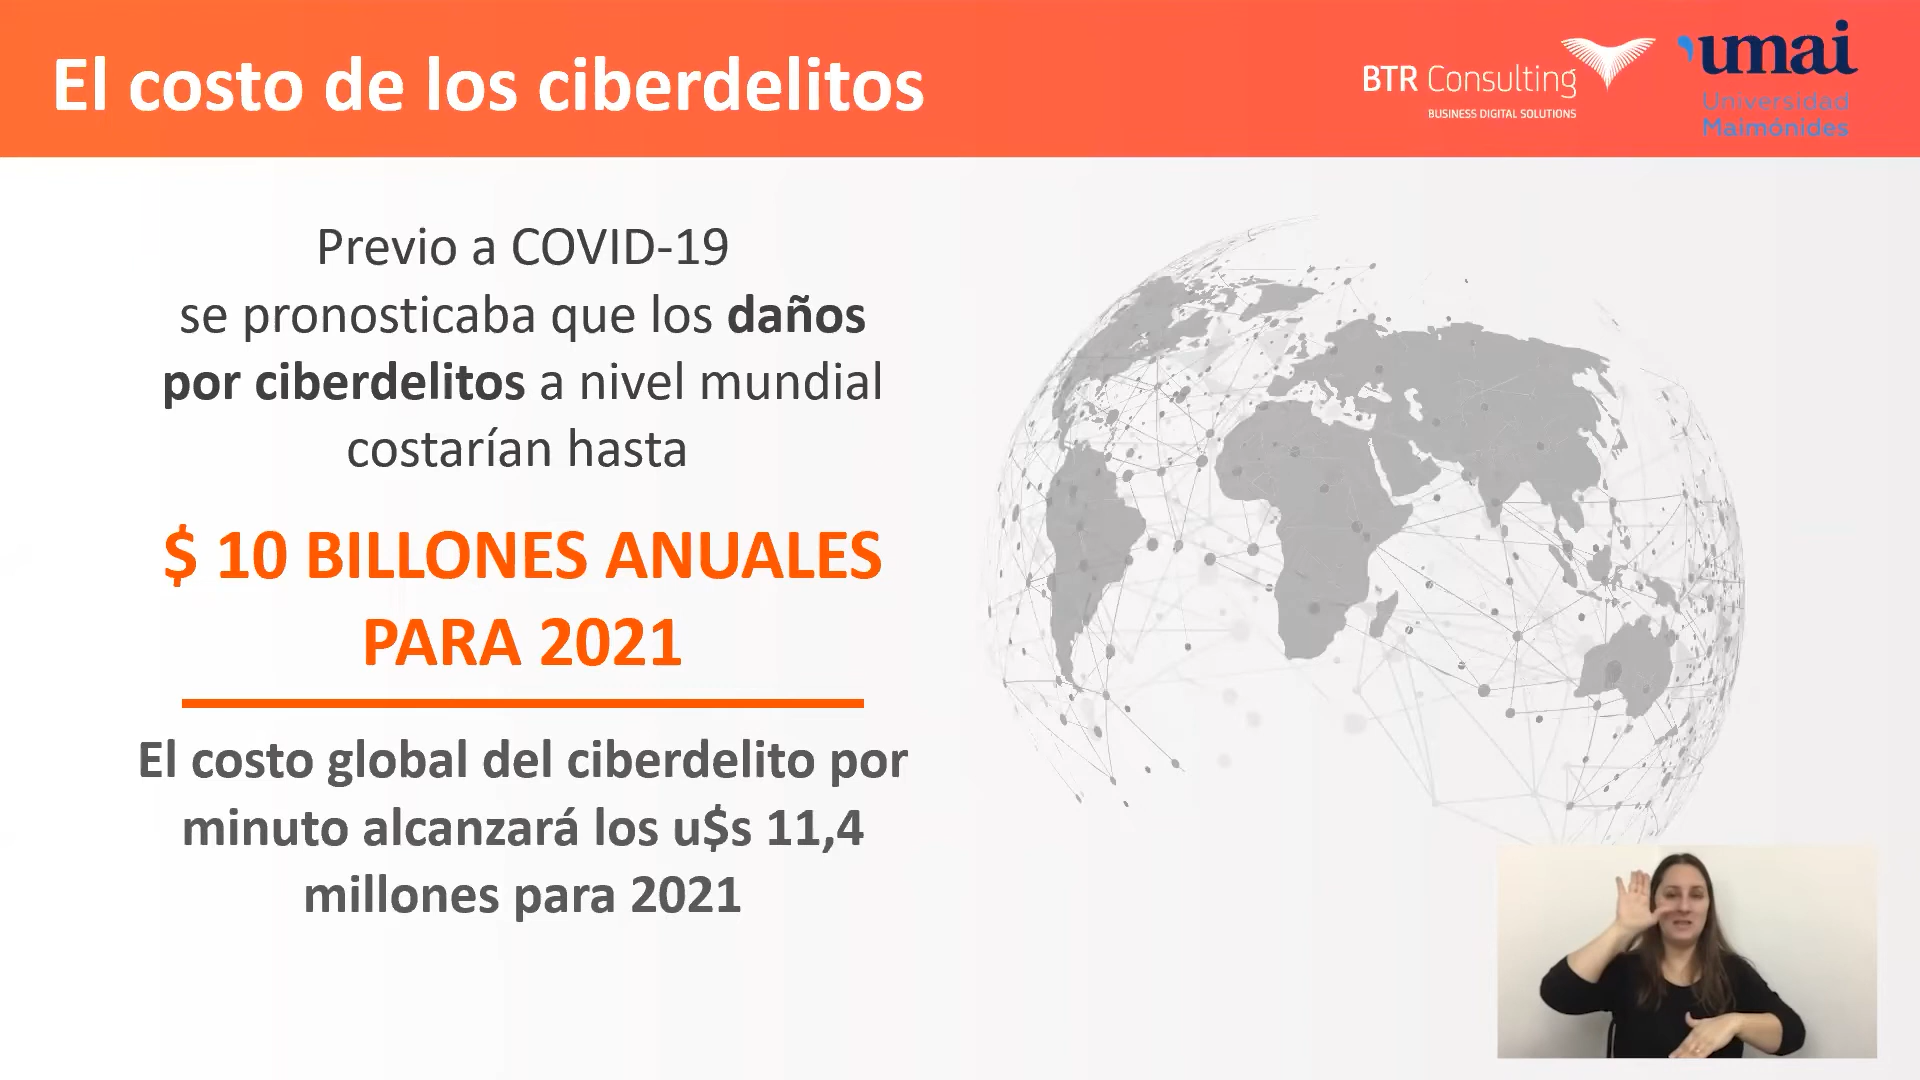 El costo de los ciberdelitos
BTR Consulting
BUSINESS DIGITAL SOLUTIONS
umai
Universidad
Maimónides
Previo a COVID-19
se pronosticaba que los daños
por ciberdelitos a nivel mundial
costarían hasta
$ 10 BILLONES ANUALES
PARA 2021
El costo global del ciberdelito por
minuto alcanzará los u$s 11,4
millones para 2021